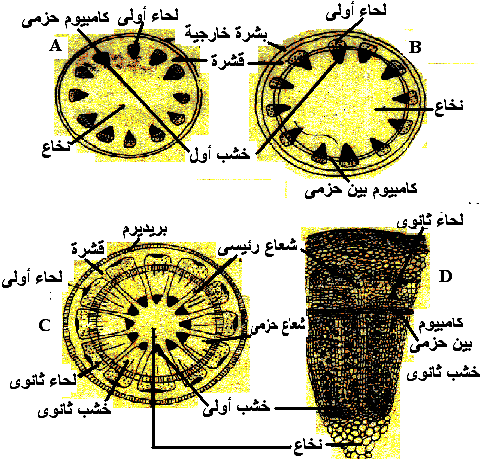 لحاء أولى
كامبيوم حزمى
A
بشرة خارجية
قشرة
لحاء أولى
B
نخاع
نخاع
خشب أول
كامبيوم بين حزمى
بريديرم
قشرة
لحاء أولى
C
لحاء ثانوى
خشب ثانوى
شعاع رئيسى
شعاع حزمى
خشب أولى
نخاع
لحاء ثانوى
D
كامبيوم
بين حزمى
خشب ثانوى